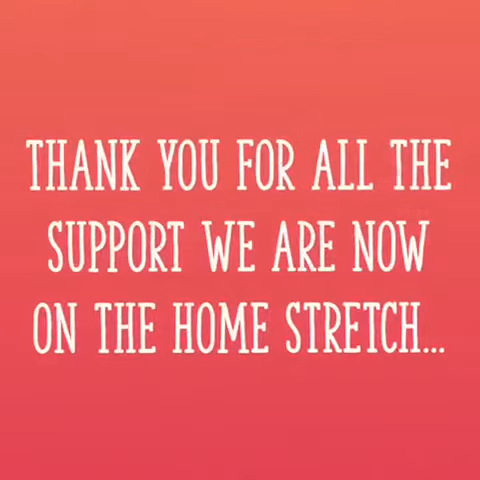 THANK YOU FOR ALL THE
SUPPORT WE ARE NOW
ON THE HOME STRETCH...